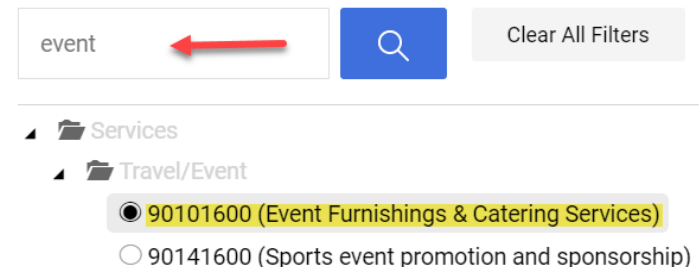 event
Clear All Filters
Services
Travel/Event
90101600 (Event Furnishings & Catering Services)
90141600 (Sports event promotion and sponsorship)